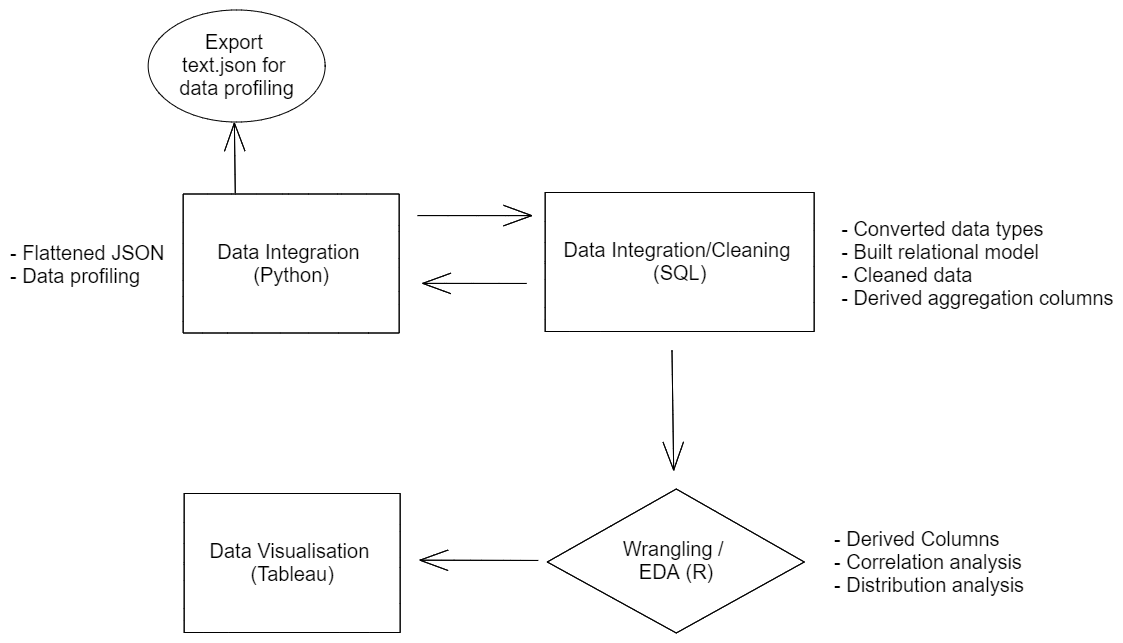 Export
text.json for
data profiling
- Flattened JSON
- Data profiling
Data Integration
(Python)
Data Integration/Cleaning
(SQL)
- Converted data types
- Built relational model
- Cleaned data
- Derived aggregation columns
Data Visualisation
(Tableau)
Wrangling /
EDA (R)
- Derived Columns
- Correlation analysis
- Distribution analysis